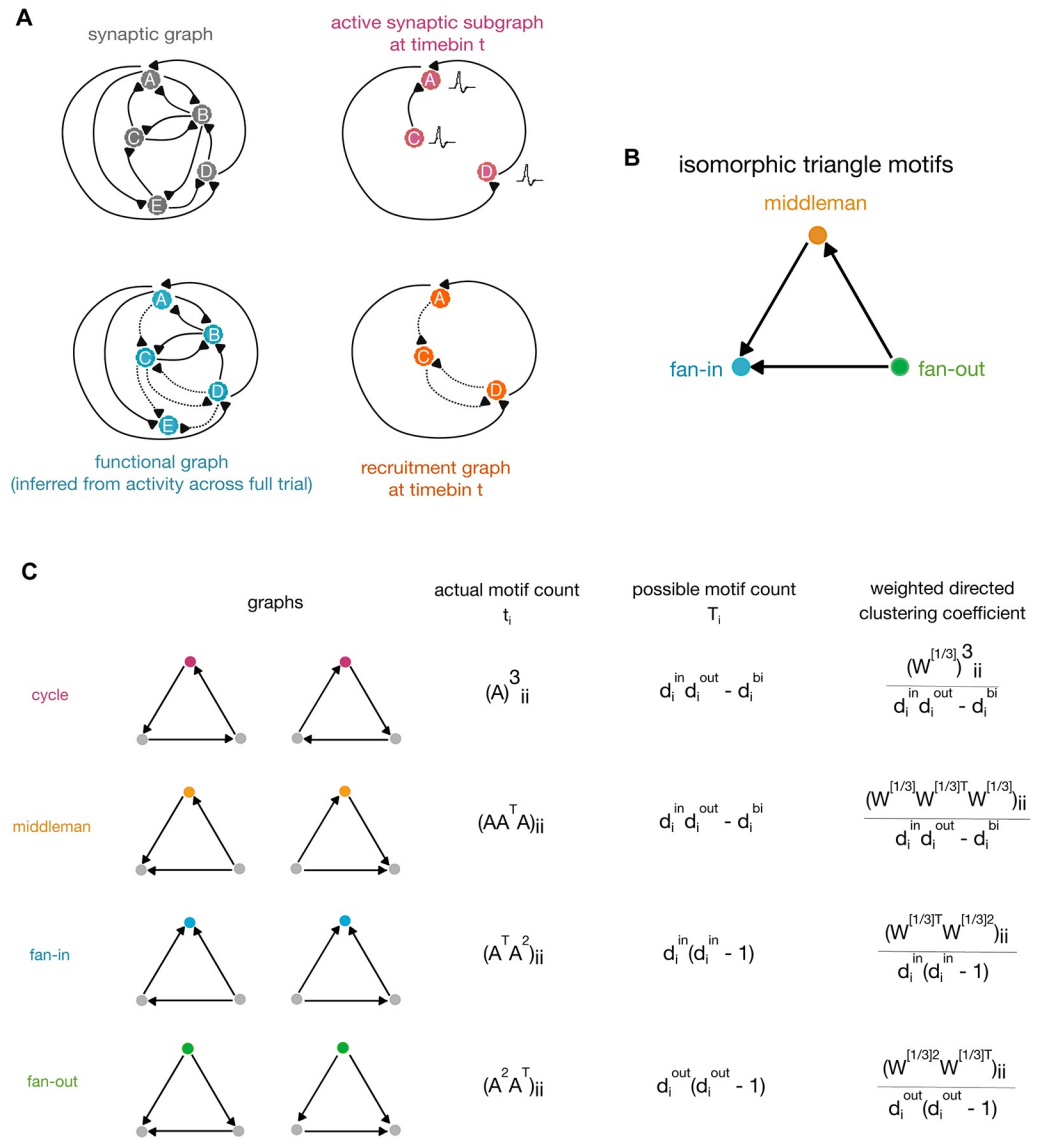 A
synaptic graph
active synaptic subgraph
at timebin t
A
B
C
D
E
A
C
D
A
B
C
D
E
A
C
D
functional graph
(inferred from activity across full trial)
recruitment graph
at timebin t
B
isomorphic triangle motifs
middleman
fan-in
fan-out
C
graphs
actual motif count
t_i
possible motif count
T_i
weighted directed
clustering coefficient
cycle
(A)^3_ii
d_i^in d_i^out - d_i^bi
(W^[1/3])^3_ii
d_i^in d_i^out - d_i^bi
middleman
(AA^TA)_ii
d_i^in d_i^out - d_i^bi
(W^[1/3]W^[1/3]TW^[1/3])_ii
d_i^in d_i^out - d_i^bi
fan-in
(A^TA^2)_ii
d_i^in(d_i^in - 1)
(W^[1/3]TW^[1/3]2)_ii
d_i^in(d_i^in - 1)
fan-out
(A^2A^T)_ii
d_i^out(d_i^out - 1)
(W^[1/3]2W^[1/3]T)_ii
d_i^out(d_i^out - 1)